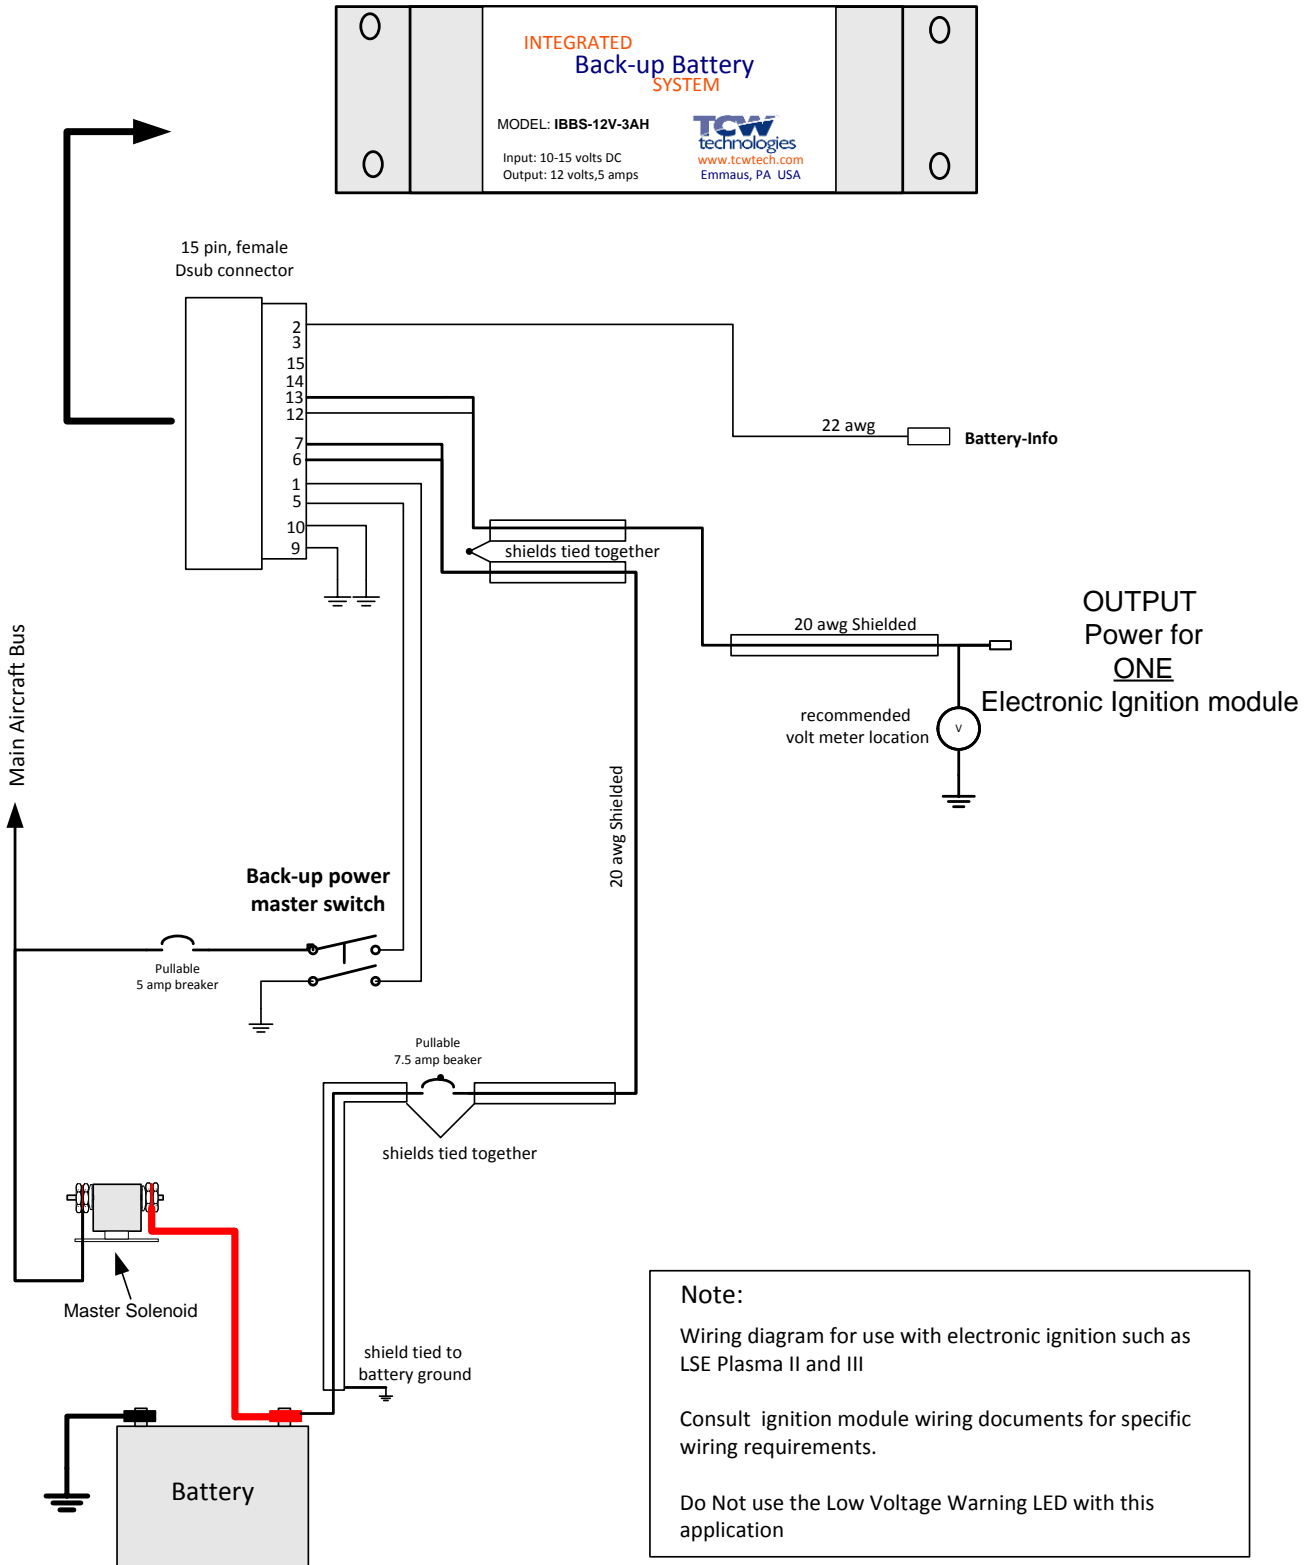 INTEGRATED
Back-up Battery
SYSTEM
MODEL: IBBS-12V-3AH
Input: 10-15 volts DC
Output: 12 volts,5 amps
TCW
technologies
www.tcwtech.com
Emmaus, PA USA
15 pin, female
Dsub connector
2
3
15
14
13
12
7
6
1
5
10
9
22 awg
Battery-Info
shields tied together
20 awg Shielded
OUTPUT
Power for
ONE
Electronic Ignition module
recommended
volt meter location
V
Main Aircraft Bus
20 awg Shielded
Back-up power
master switch
Pullable
5 amp breaker
Pullable
7.5 amp beaker
shields tied together
Master Solenoid
shield tied to
battery ground
Battery
Note:
Wiring diagram for use with electronic ignition such as
LSE Plasma II and III
Consult ignition module wiring documents for specific
wiring requirements.
Do Not use the Low Voltage Warning LED with this
application